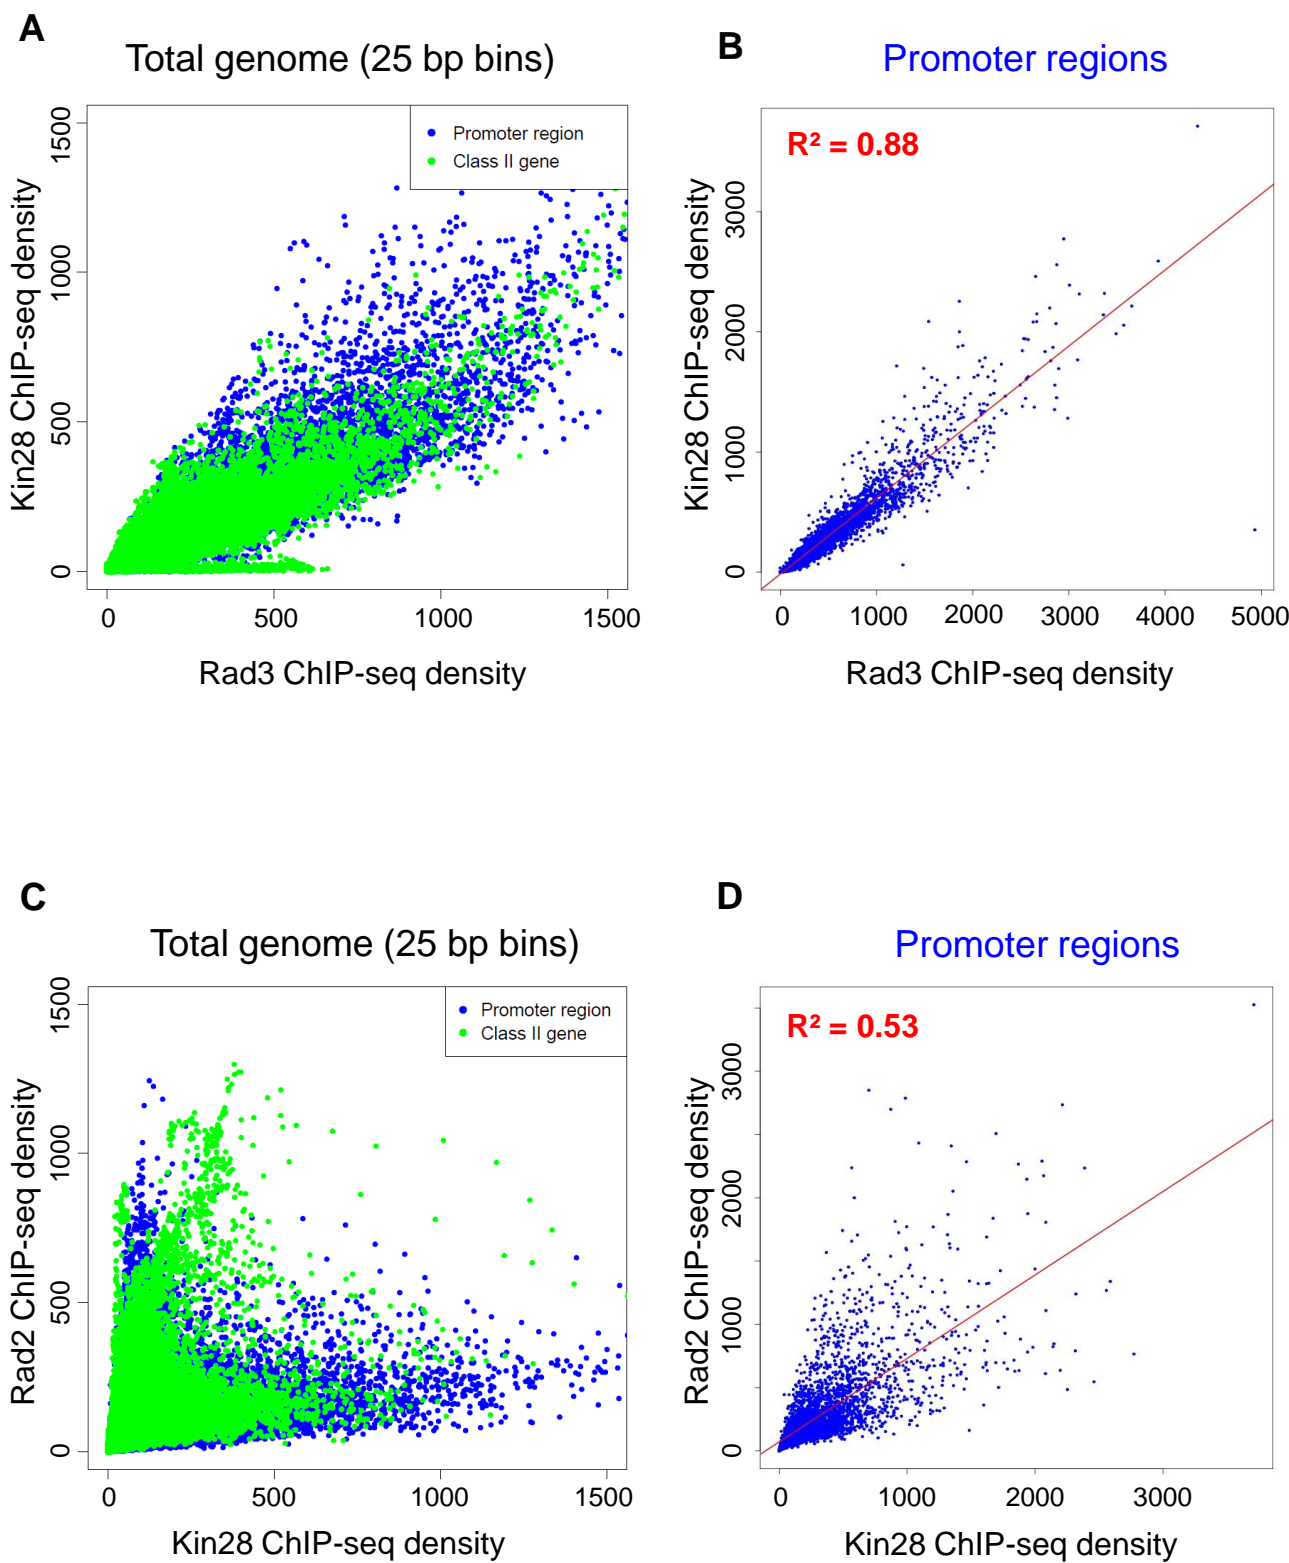 A
Total genome (25 bp bins)
Promoter region
Class II gene
Kin28 ChIP-seq density
1500
1000
500
0
0 500 1000 1500
Rad3 ChIP-seq density
B
Promoter regions
R² = 0.88
Kin28 ChIP-seq density
3000
2000
1000
0
0 1000 2000 3000 4000 5000
Rad3 ChIP-seq density
C
Total genome (25 bp bins)
Promoter region
Class II gene
Rad2 ChIP-seq density
1500
1000
500
0
0 500 1000 1500
Kin28 ChIP-seq density
D
Promoter regions
R² = 0.53
Rad2 ChIP-seq density
3000
2000
1000
0
0 1000 2000 3000
Kin28 ChIP-seq density